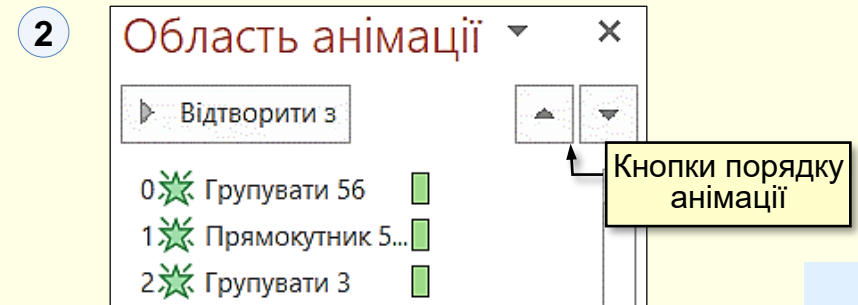 2
Область анімації
Відтворити з
Кнопки порядку
анімації
0 Групувати 56
1 Прямокутник 5...
2 Групувати 3